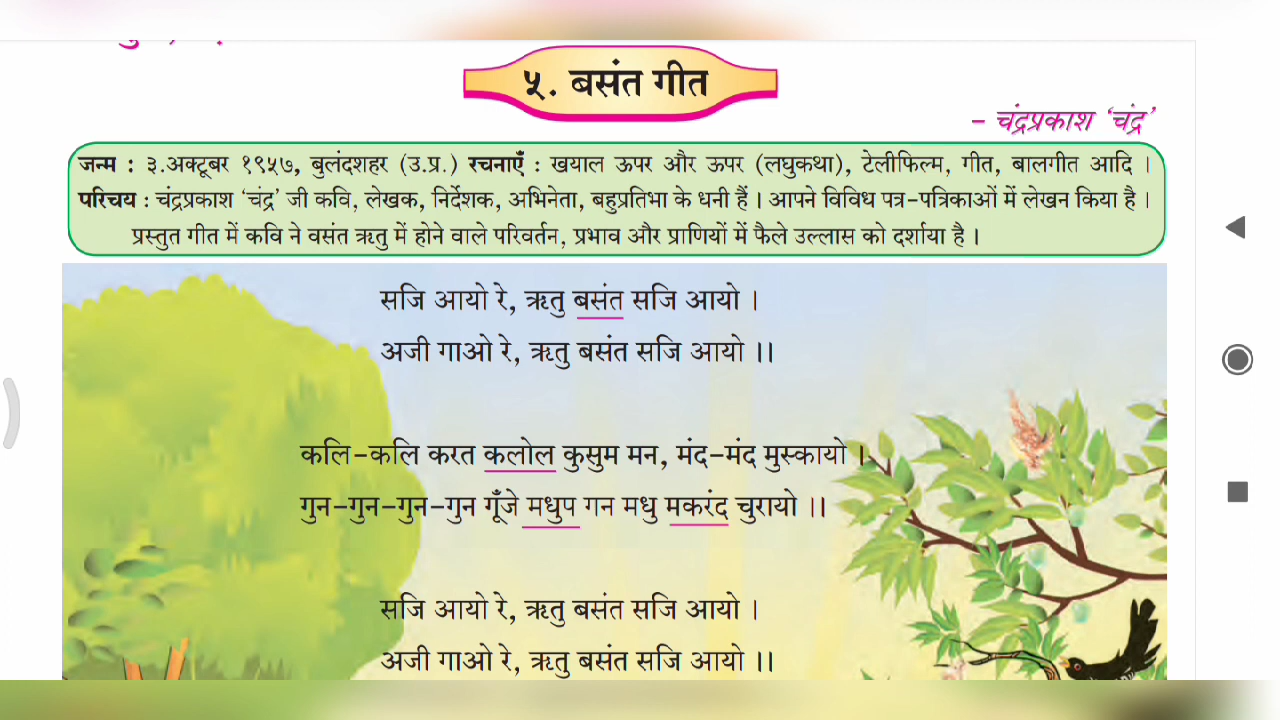 ५. बसंत गीत
- चंद्रप्रकाश ‘चंद्र’
जन्म : ३.अक्टूबर १९५७, बुलंदशहर (उ.प्र.) रचनाएँ : खयाल ऊपर और ऊपर (लघुकथा), टेलीफिल्म, गीत, बालगीत आदि ।
परिचय : चंद्रप्रकाश ‘चंद्र’ जी कवि, लेखक, निर्देशक, अभिनेता, बहुप्रतिभा के धनी हैं । आपने विविध पत्र-पत्रिकाओं में लेखन किया है ।
प्रस्तुत गीत में कवि ने वसंत ऋतु में होने वाले परिवर्तन, प्रभाव और प्राणियों में फैले उल्लास को दर्शाया है ।
सजि आयो रे, ऋतु बसंत सजि आयो ।
अजी गाओ रे, ऋतु बसंत सजि आयो ।।
कलि-कलि करत कलोल कुसुम मन, मंद-मंद मुस्कायो ।
गुन-गुन-गुन-गुन गूँजे मधुप गन मधु मकरंद चुरायो ।।
सजि आयो रे, ऋतु बसंत सजि आयो ।
अजी गाओ रे, ऋतु बसंत सजि आयो ।।